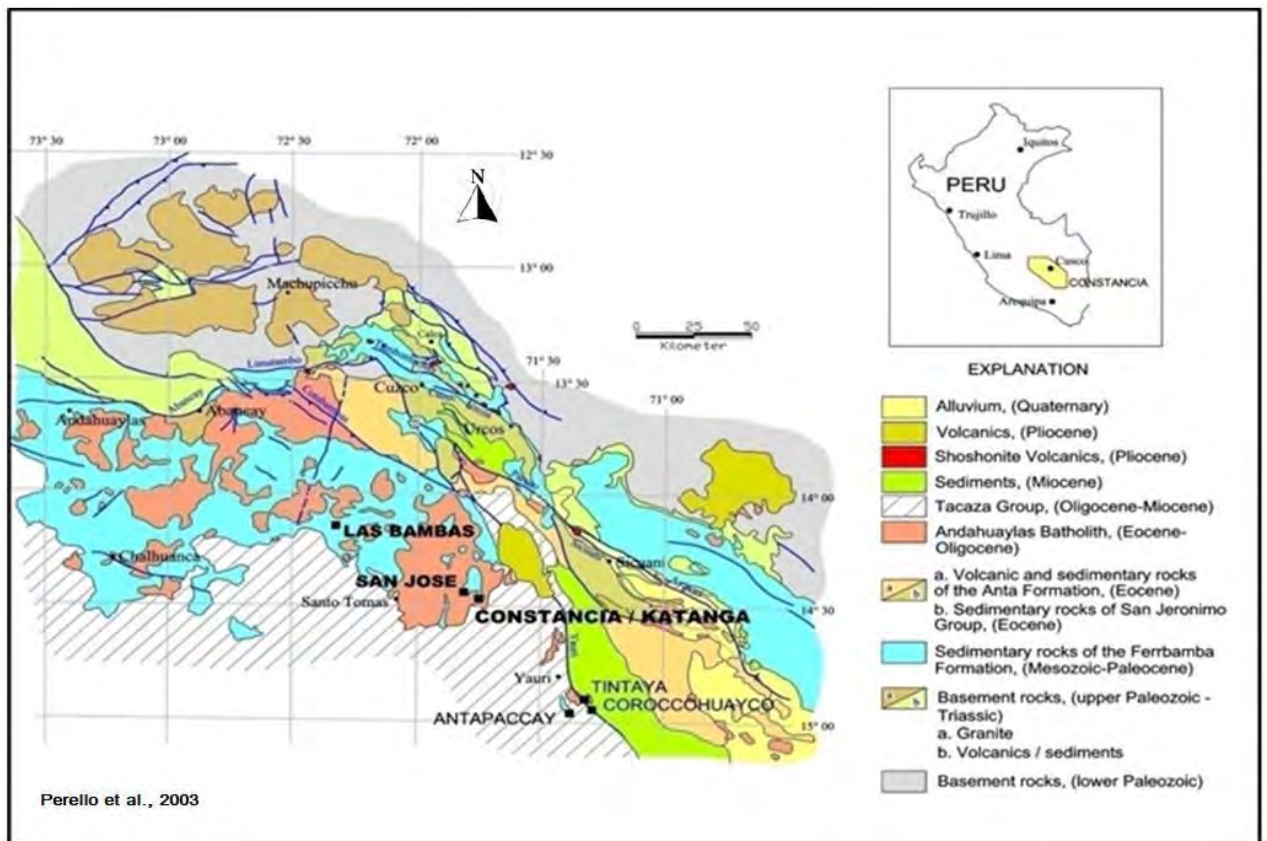 73° 30
73° 00
72° 30
72° 00
12° 30
N
13° 00
Machupicchu
Calca
0 25 50
Kilometer
71° 30
13° 30
Limatambo
Cuzco
71° 00
Abancay
Abancay
Andahuaylas
Urcos
14° 00
LAS BAMBAS
Chalhuanca
Sicuani
SAN JOSE
Santo Tomas
14° 30
CONSTANCIA / KATANGA
Yauri
Yauri
TINTAYA
COROCCOHUAYCO
ANTAPACCAY
15° 00
Perello et al., 2003
Iquitos
PERU
Trujillo
Lima
Cusco
CONSTANCIA
Arequipa
EXPLANATION
Alluvium, (Quaternary)
Volcanics, (Pliocene)
Shoshonite Volcanics, (Pliocene)
Sediments, (Miocene)
Tacaza Group, (Oligocene-Miocene)
Andahuaylas Batholith, (Eocene-
Oligocene)
a b
a. Volcanic and sedimentary rocks
of the Anta Formation, (Eocene)
b. Sedimentary rocks of San Jeronimo
Group, (Eocene)
Sedimentary rocks of the Ferrbamba
Formation, (Mesozoic-Paleocene)
a b
Basement rocks, (upper Paleozoic -
Triassic)
a. Granite
b. Volcanics / sediments
Basement rocks, (lower Paleozoic)